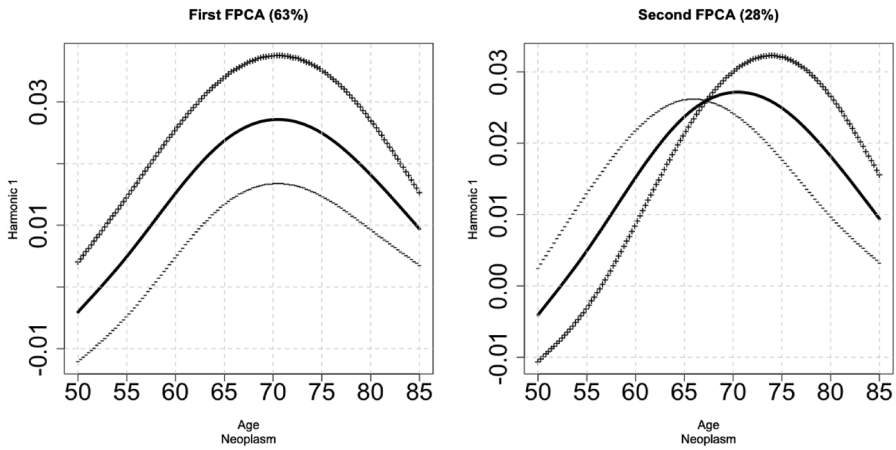 First FPCA (63%)
Harmonic 1
0.03
0.01
-0.01
50 55 60 65 70 75 80 85
Age
Neoplasm
Second FPCA (28%)
Harmonic 1
0.03
0.02
0.01
0.00
-0.01
50 55 60 65 70 75 80 85
Age
Neoplasm